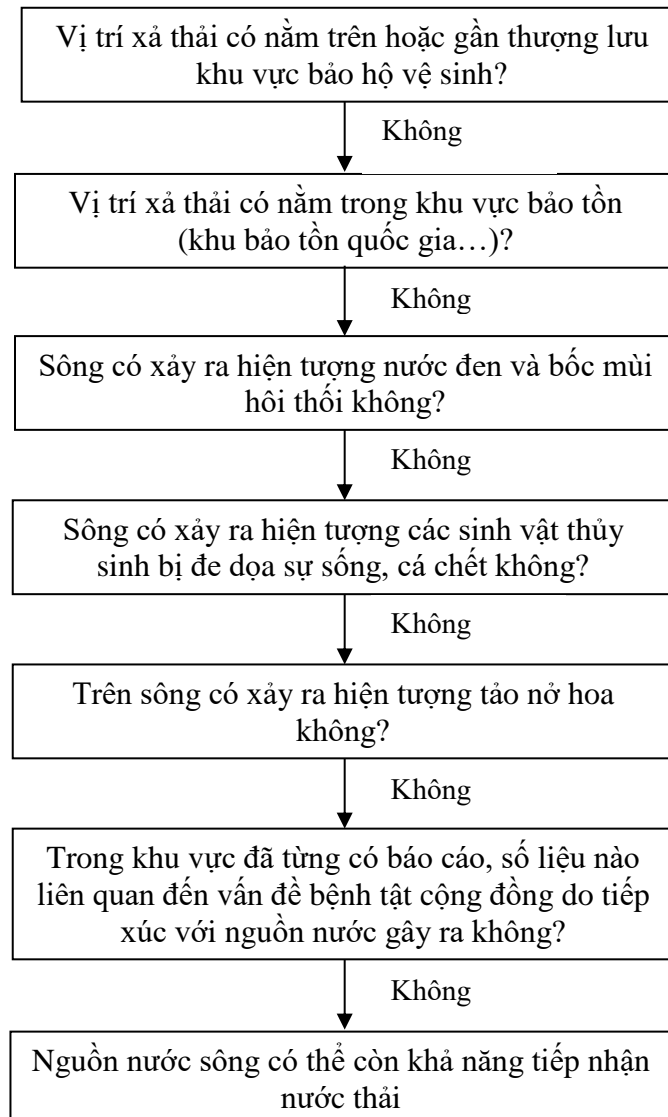 Vị trí xả thải có nằm trên hoặc gần thượng lưu
khu vực bảo hộ vệ sinh?
Không
Vị trí xả thải có nằm trong khu vực bảo tồn
(khu bảo tồn quốc gia…)?
Không
Sông có xảy ra hiện tượng nước đen và bốc mùi
hôi thối không?
Không
Sông có xảy ra hiện tượng các sinh vật thủy
sinh bị đe dọa sự sống, cá chết không?
Không
Trên sông có xảy ra hiện tượng tảo nở hoa
không?
Không
Trong khu vực đã từng có báo cáo, số liệu nào
liên quan đến vấn đề bệnh tật cộng đồng do tiếp
xúc với nguồn nước gây ra không?
Không
Nguồn nước sông có thể còn khả năng tiếp nhận
nước thải